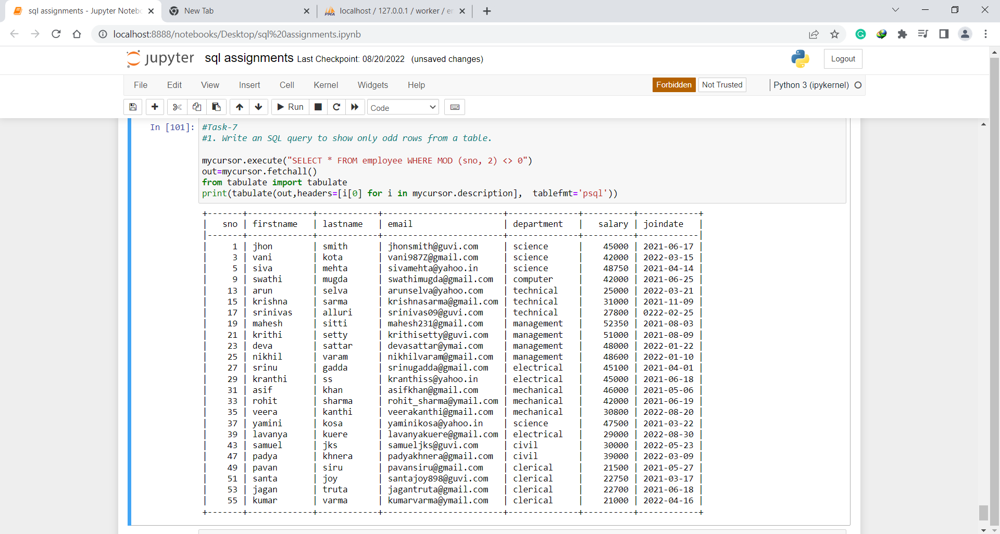 sql assignments - Jupyter Notebo
New Tab
PMA localhost / 127.0.0.1 / worker / e
localhost:8888/notebooks/Desktop/sql%20assignments.ipynb
jupyter sql assignments Last Checkpoint: 08/20/2022 (unsaved changes)
Logout
File Edit View Insert Cell Kernel Widgets Help
Forbidden Not Trusted Python 3 (ipykernel)
Run Code
In [101]: #Task-7
#1. Write an SQL query to show only odd rows from a table.
mycursor.execute("SELECT * FROM employee WHERE MOD (sno, 2) <> 0")
out=mycursor.fetchall()
from tabulate import tabulate
print(tabulate(out,headers=[i[0] for i in mycursor.description],  tablefmt='psql'))
+-------+-------------+------------+------------------------+--------------+----------+------------+
|   sno | firstname   | lastname   | email                  | department   |   salary | joindate   |
|-------+-------------+------------+------------------------+--------------+----------+------------|
|     1 | jhon        | smith      | jhonsmith@guvi.com     | science      |    45000 | 2021-06-17 |
|     3 | vani        | kota       | vani987Z@gmail.com     | science      |    42000 | 2022-03-15 |
|     5 | siva        | mehta      | sivamehta@yahoo.in     | science      |    48750 | 2021-04-14 |
|     9 | swathi      | mugda      | swathimugda@gmail.com  | computer     |    42000 | 2021-06-25 |
|    13 | arun        | selva      | arunselva@yahoo.com    | technical    |    25000 | 2022-03-21 |
|    15 | krishna     | sarma      | krishnasarma@gmail.com | technical    |    31000 | 2021-11-09 |
|    17 | srinivas    | alluri     | srinivas09@guvi.com    | technical    |    27800 | 0222-02-25 |
|    19 | mahesh      | sitti      | mahesh231@gmail.com    | management   |    52350 | 2021-08-03 |
|    21 | krithi      | setty      | krithisetty@guvi.com   | management   |    51000 | 2021-08-09 |
|    23 | deva        | sattar     | devasattar@ymai.com    | management   |    48000 | 2022-01-22 |
|    25 | nikhil      | varam      | nikhilvaram@gmail.com  | management   |    48600 | 2022-01-10 |
|    27 | srinu       | gadda      | srinugadda@gmail.com   | electrical   |    45100 | 2021-04-01 |
|    29 | kranthi     | ss         | kranthiss@yahoo.in     | electrical   |    45000 | 2021-06-18 |
|    31 | asif        | khan       | asifkhan@gmail.com     | mechanical   |    46000 | 2021-05-06 |
|    33 | rohit       | sharma     | rohit_sharma@ymail.com | mechanical   |    42000 | 2021-06-19 |
|    35 | veera       | kanthi     | veerakanthi@gmail.com  | mechanical   |    30800 | 2022-08-20 |
|    37 | yamini      | kosa       | yaminikosa@yahoo.in    | science      |    47500 | 2021-03-22 |
|    39 | lavanya     | kuere      | lavanyakuere@gmail.com | electrical   |    29000 | 2022-08-30 |
|    43 | samuel      | jks        | samueljks@guvi.com     | civil        |    30000 | 2022-05-23 |
|    47 | padya       | khnera     | padyakhnera@gmail.com  | civil        |    39000 | 2022-03-09 |
|    49 | pavan       | siru       | pavansiru@gmail.com    | clerical     |    21500 | 2021-05-27 |
|    51 | santa       | joy        | santajoy898@guvi.com   | clerical     |    22750 | 2021-03-17 |
|    53 | jagan       | truta      | jagantruta@gmail.com   | clerical     |    22700 | 2021-06-18 |
|    55 | kumar       | varma      | kumarvarma@ymail.com   | clerical     |    21000 | 2022-04-16 |
+-------+-------------+------------+------------------------+--------------+----------+------------+